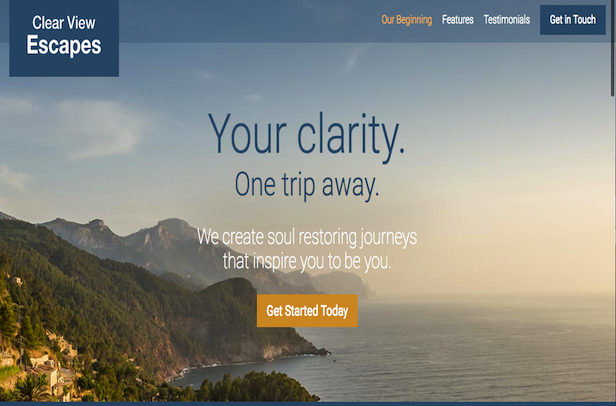 Clear View
Escapes
Our Beginning Features Testimonials Get in Touch
Your clarity.
One trip away.
We create soul restoring journeys
that inspire you to be you.
Get Started Today